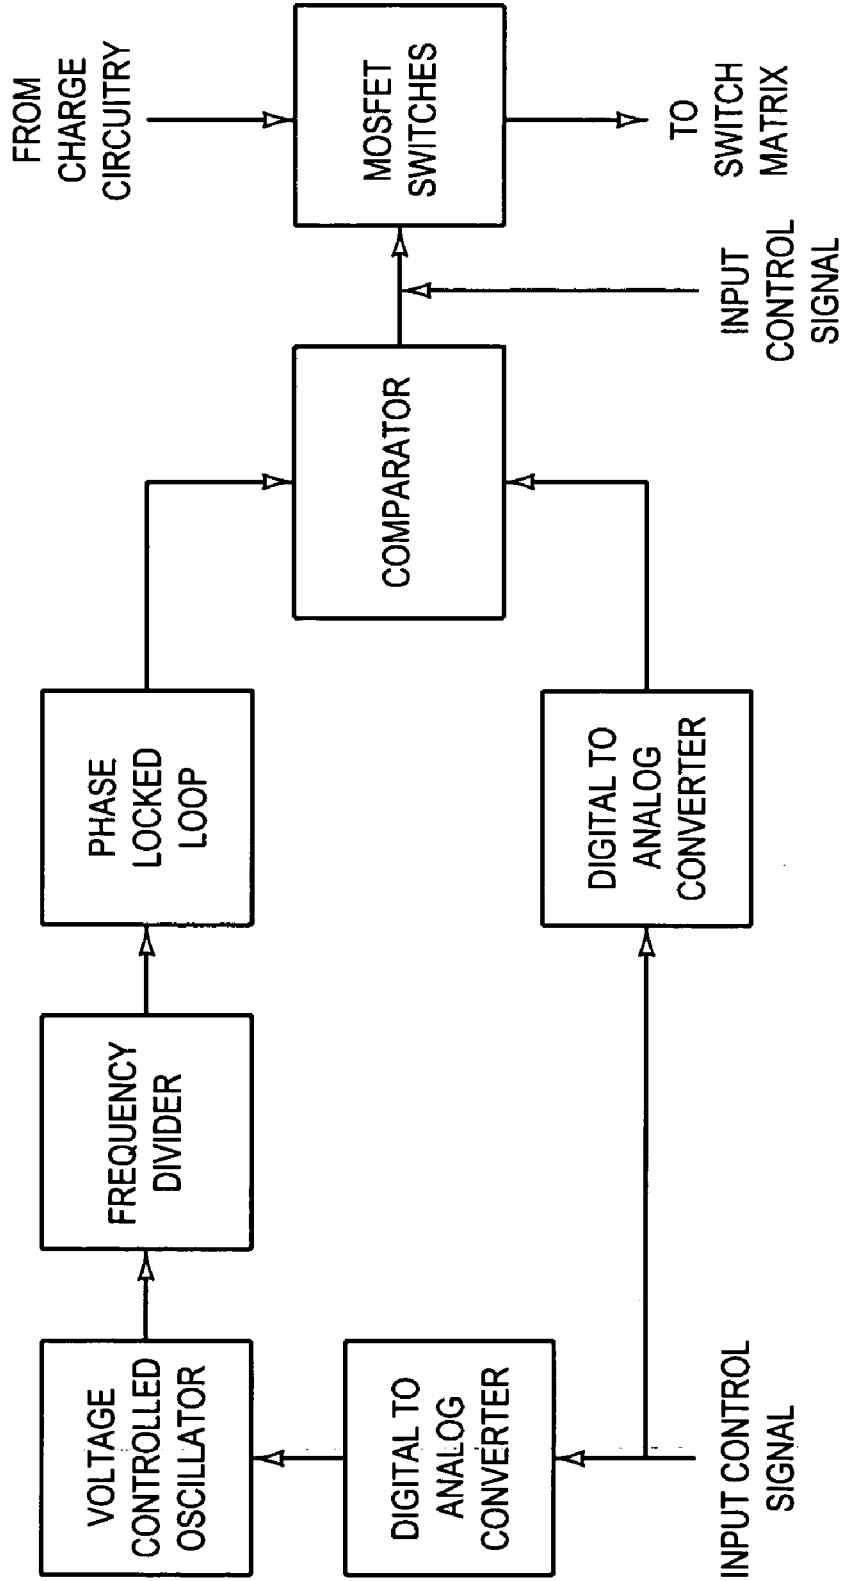 FROM
CHARGE
CIRCUITRY
MOSFET
SWITCHES
TO
SWITCH
MATRIX
INPUT
CONTROL
SIGNAL
COMPARATOR
PHASE
LOCKED
LOOP
DIGITAL TO
ANALOG
CONVERTER
FREQUENCY
DIVIDER
VOLTAGE
CONTROLLED
OSCILLATOR
DIGITAL TO
ANALOG
CONVERTER
INPUT CONTROL
SIGNAL